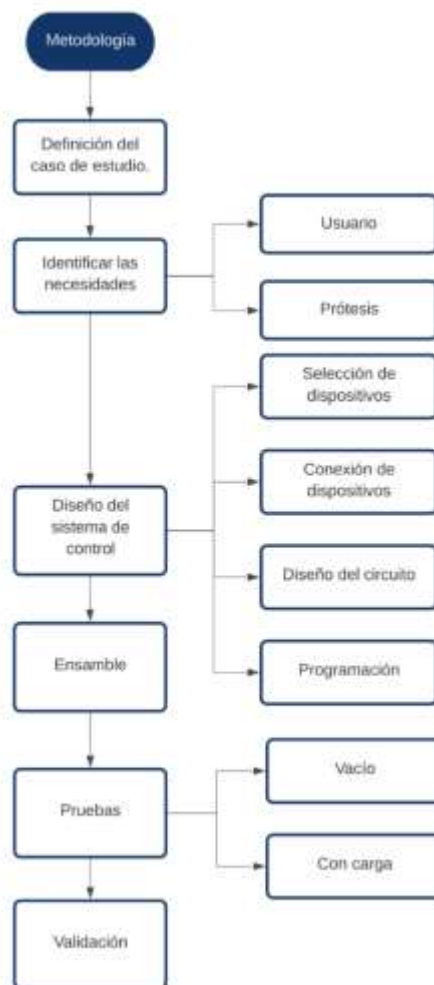 Metodología
Definición del
caso de estudio.
Identificar las
necesidades
Usuario
Prótesis
Diseño del
sistema de
control
Selección de
dispositivos
Conexión de
dispositivos
Diseño del circuito
Programación
Ensamble
Pruebas
Vacío
Con carga
Validación